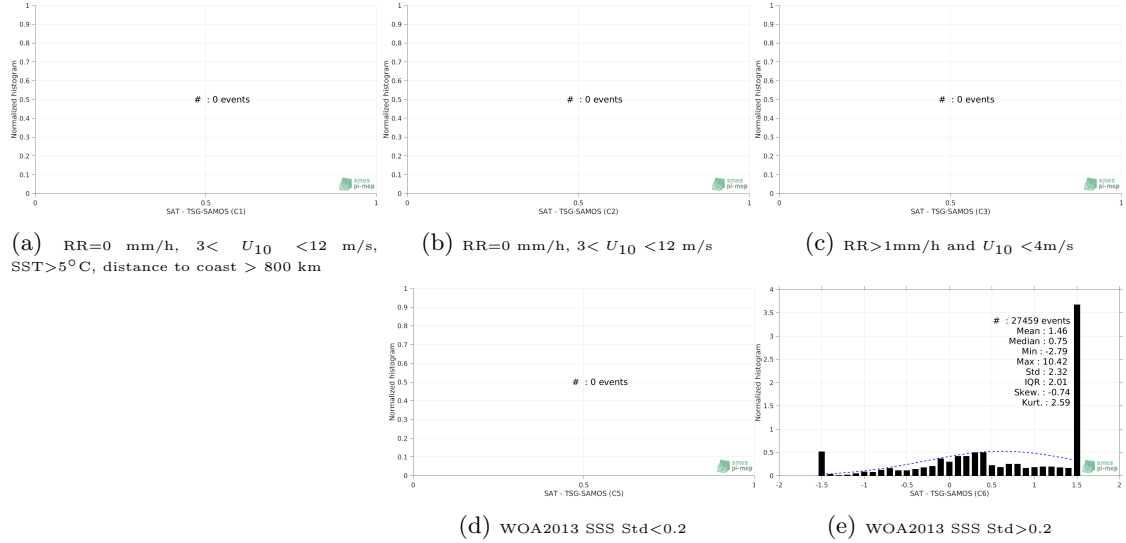 1
0.9
0.8
0.7
0.6
0.5
0.4
0.3
0.2
0.1
0
Normalized histogram
# : 0 events
smos
pi-mep
0 0.5 1
SAT - TSG-SAMOS (C1)
1
0.9
0.8
0.7
0.6
0.5
0.4
0.3
0.2
0.1
0
Normalized histogram
# : 0 events
smos
pi-mep
0 0.5 1
SAT - TSG-SAMOS (C2)
1
0.9
0.8
0.7
0.6
0.5
0.4
0.3
0.2
0.1
0
Normalized histogram
# : 0 events
smos
pi-mep
0 0.5 1
SAT - TSG-SAMOS (C3)
(a) RR=0 mm/h, 3< U10 <12 m/s,
SST>5°C, distance to coast > 800 km
(b) RR=0 mm/h, 3< U10 <12 m/s
(c) RR>1mm/h and U10 <4m/s
1
0.9
0.8
0.7
0.6
0.5
0.4
0.3
0.2
0.1
0
Normalized histogram
# : 0 events
smos
pi-mep
0 0.5 1
SAT - TSG-SAMOS (C5)
4
3.5
3
2.5
2
1.5
1
0.5
0
Normalized histogram
# : 27459 events
Mean : 1.46
Median : 0.75
Min : -2.79
Max : 10.42
Std : 2.32
IQR : 2.01
Skew. : -0.74
Kurt. : 2.59
smos
pi-mep
-2 -1.5 -1 -0.5 0 0.5 1 1.5 2
SAT - TSG-SAMOS (C6)
(d) WOA2013 SSS Std<0.2
(e) WOA2013 SSS Std>0.2